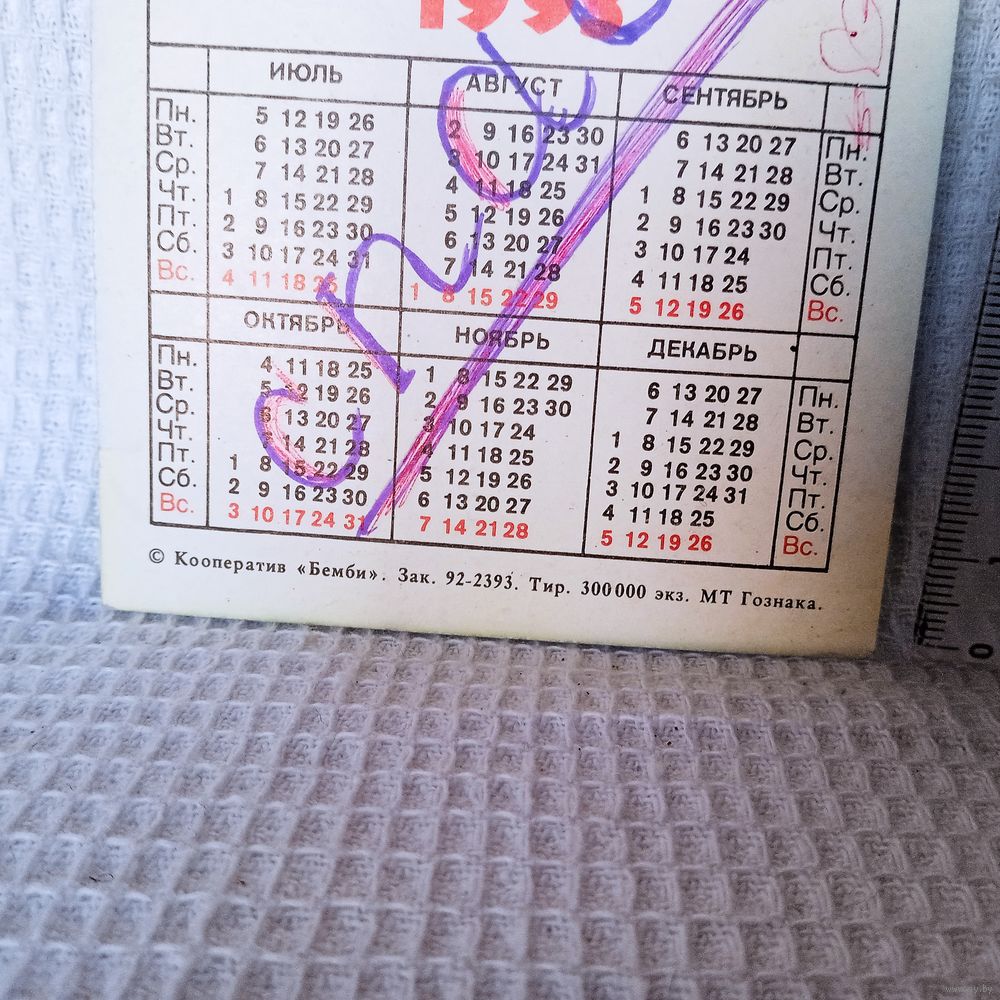 1993
ИЮЛЬ АВГУСТ СЕНТЯБРЬ
Пн. 5 12 19 26 2 9 16 23 30 6 13 20 27 Пн.
Вт. 6 13 20 27 3 10 17 24 31 7 14 21 28 Вт.
Ср. 7 14 21 28 4 11 18 25 1 8 15 22 29 Ср.
Чт. 1 8 15 22 29 5 12 19 26 2 9 16 23 30 Чт.
Пт. 2 9 16 23 30 6 13 20 27 3 10 17 24 Пт.
Сб. 3 10 17 24 31 7 14 21 28 4 11 18 25 Сб.
Вс. 4 11 18 25 1 8 15 22 29 5 12 19 26 Вс.
ОКТЯБРЬ НОЯБРЬ ДЕКАБРЬ
Пн. 4 11 18 25 1 8 15 22 29 6 13 20 27 Пн.
Вт. 5 12 19 26 2 9 16 23 30 7 14 21 28 Вт.
Ср. 6 13 20 27 3 10 17 24 1 8 15 22 29 Ср.
Чт. 7 14 21 28 4 11 18 25 2 9 16 23 30 Чт.
Пт. 1 8 15 22 29 5 12 19 26 3 10 17 24 31 Пт.
Сб. 2 9 16 23 30 6 13 20 27 4 11 18 25 Сб.
Вс. 3 10 17 24 31 7 14 21 28 5 12 19 26 Вс.
© Кооператив «Бемби». Зак. 92-2393. Тир. 300 000 экз. МТ Гознака.
0